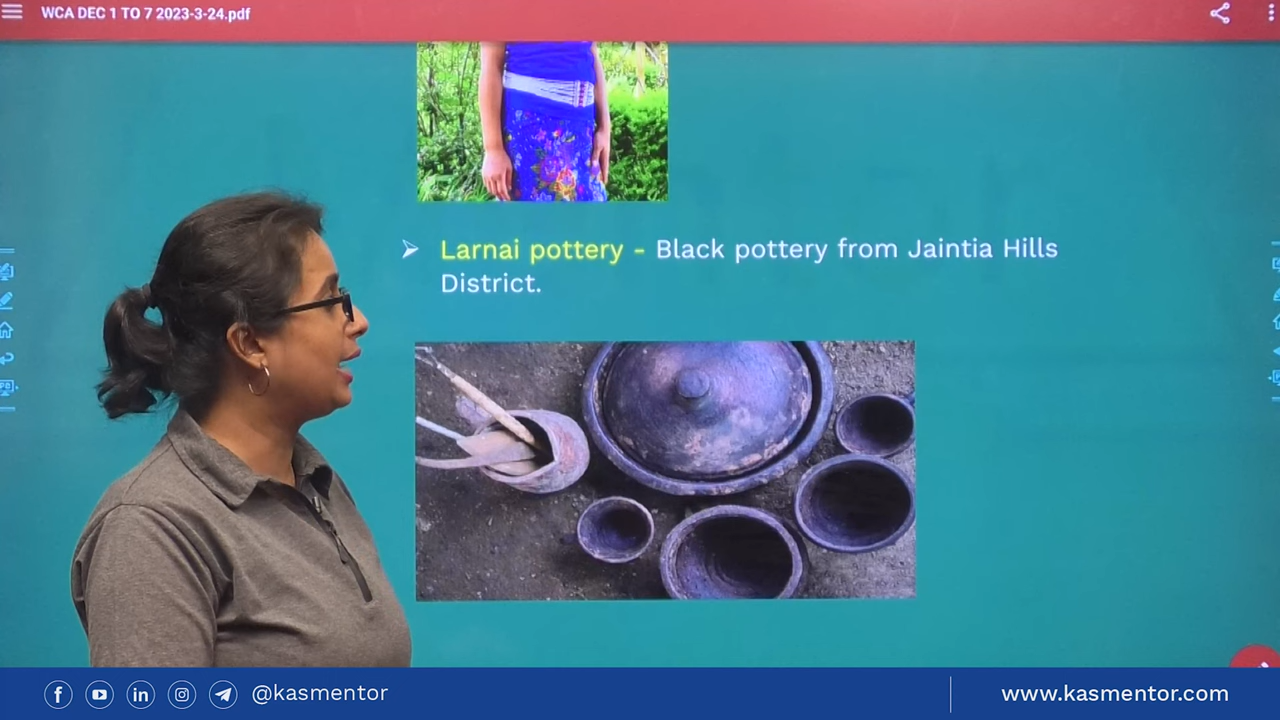 WCA DEC 1 TO 7 2023-3-24.pdf
Larnai pottery - Black pottery from Jaintia Hills
District.
@kasmentor
www.kasmentor.com